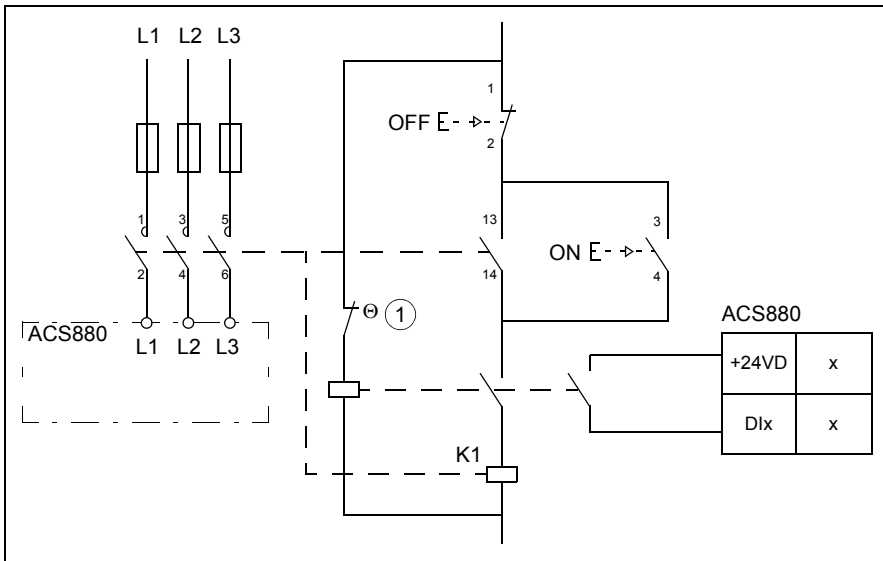 L1 L2 L3
1
OFF
2
1 3 5
13
3
ON
2 4 6
14
4
Θ 1
ACS880
ACS880
L1 L2 L3
+24VD x
DIx x
K1